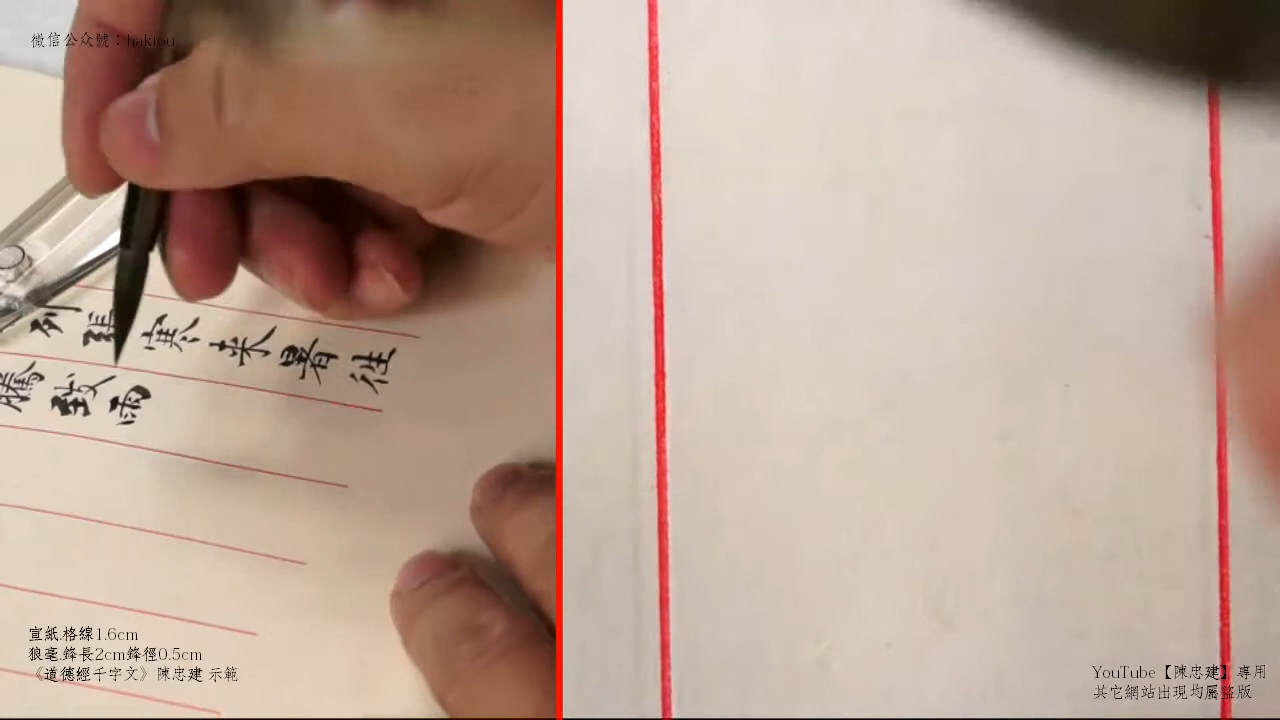 微信公众號：hakiou
列張寒来暑往
騰致雨
宣紙格線1.6cm
狼毫鋒長2cm鋒徑0.5cm
《道德經千字文》陳忠建 示範
YouTube【陳忠建】專用
其它網站出現均屬盜版